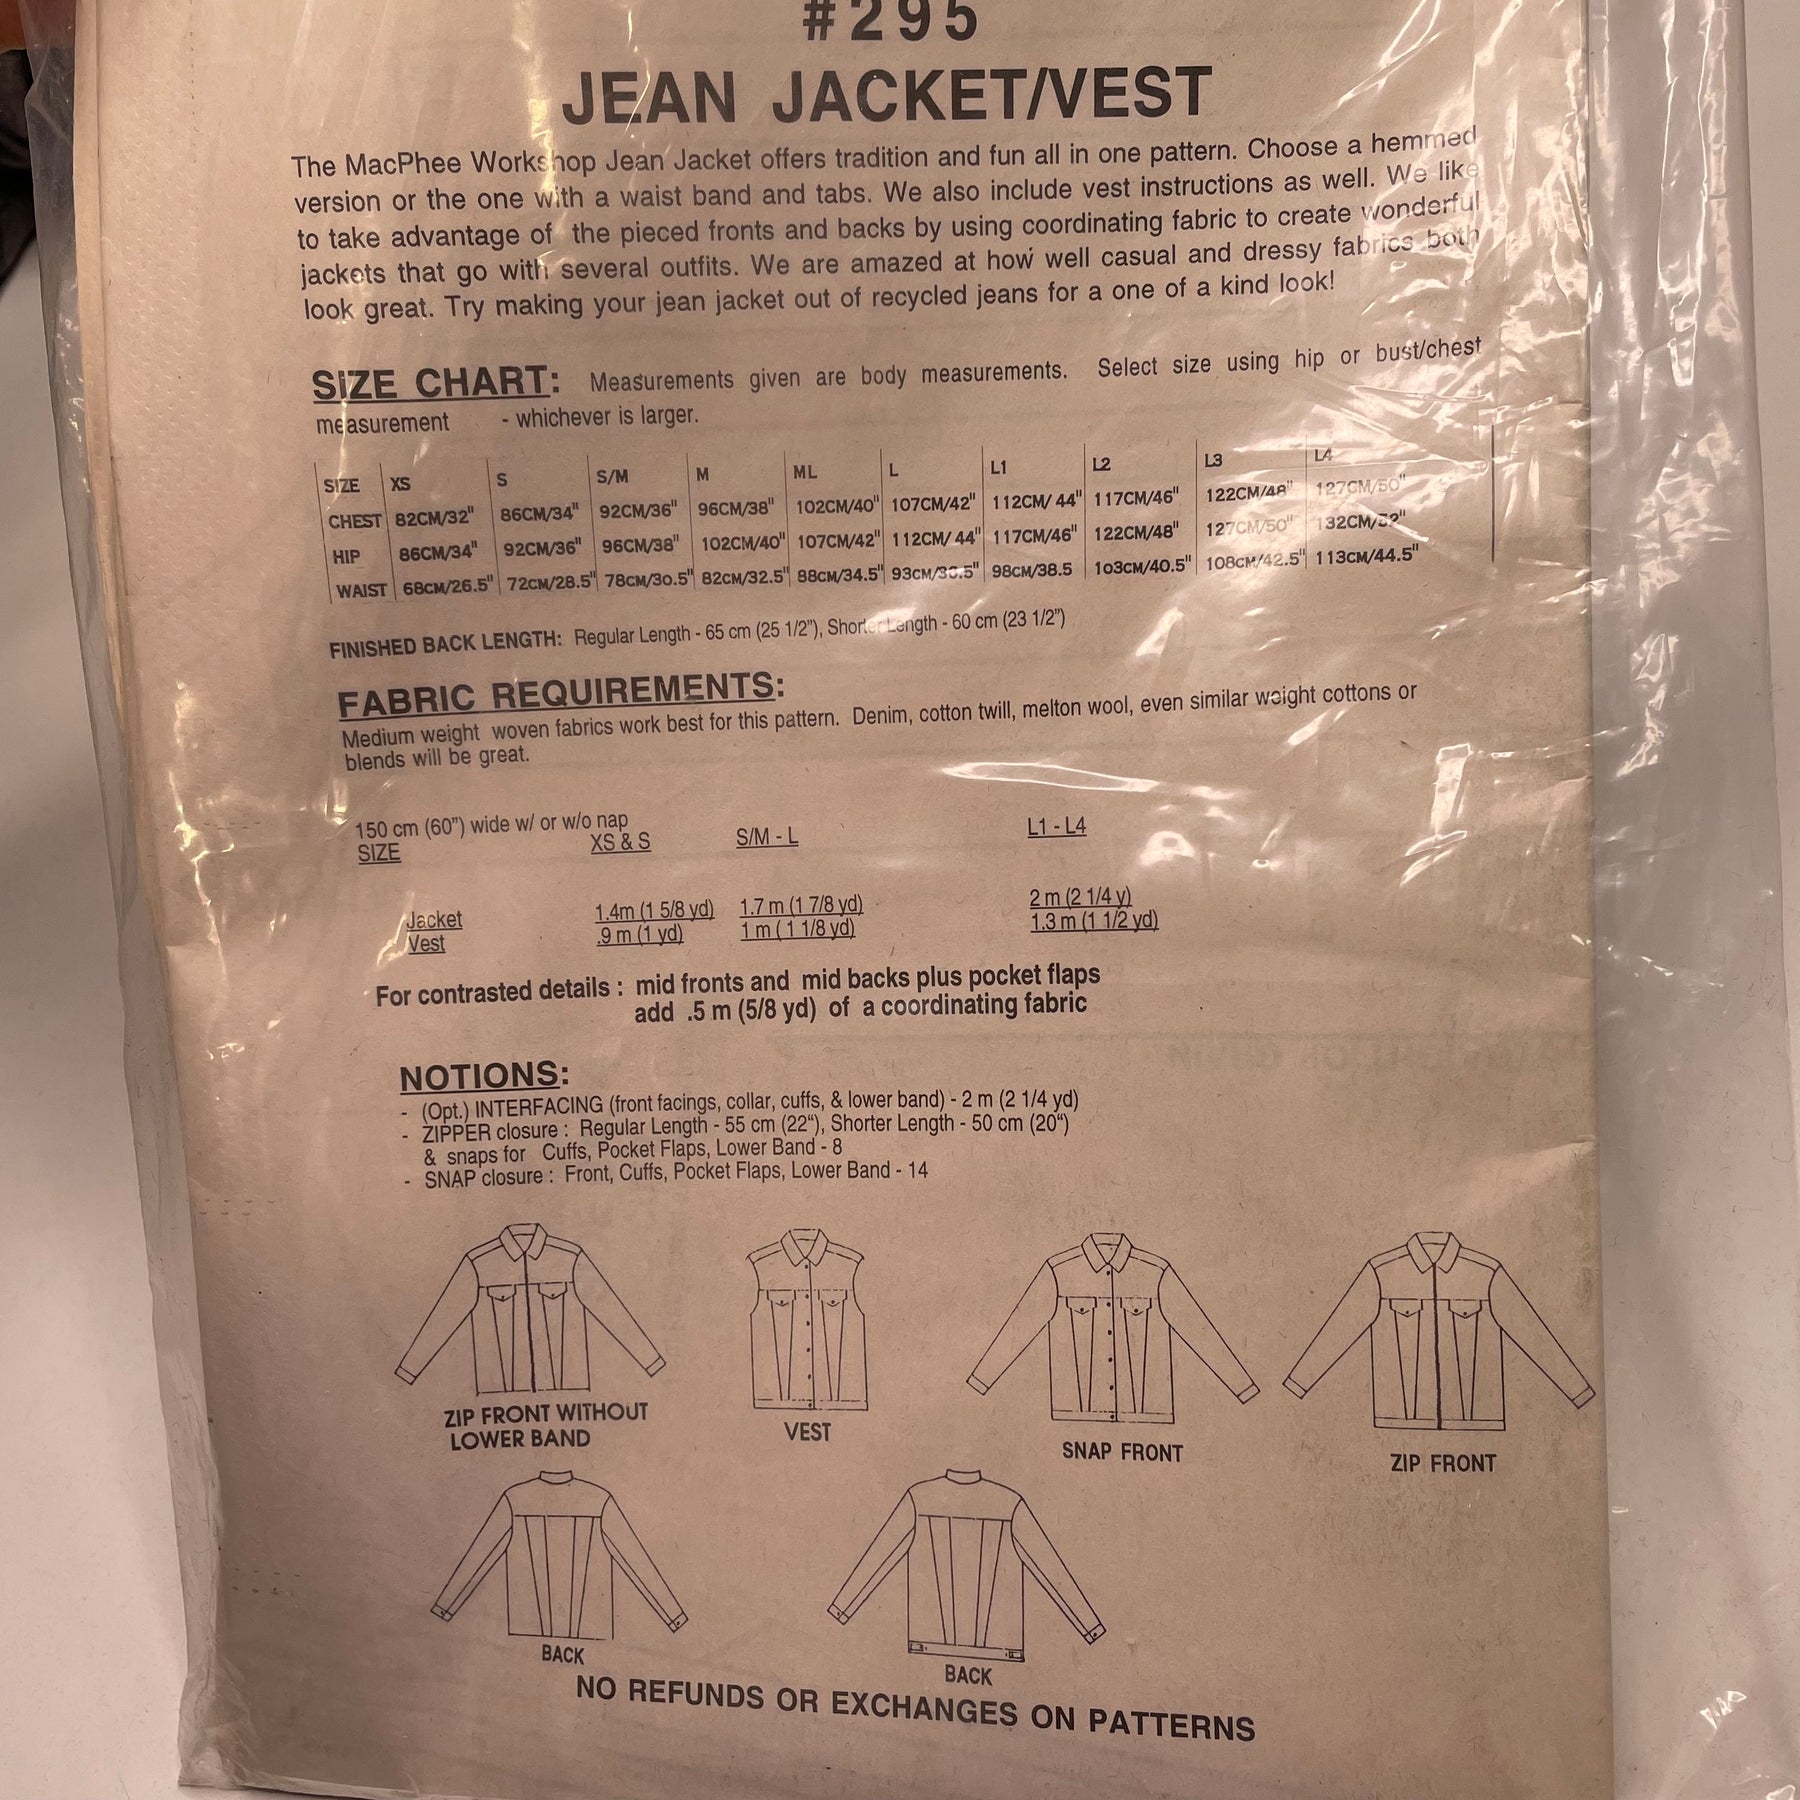 #295
JEAN JACKET/VEST
The MacPhee Workshop Jean Jacket offers tradition and fun all in one pattern. Choose a hemmed
version or the one with a waist band and tabs. We also include vest instructions as well. We like
to take advantage of the pieced fronts and backs by using coordinating fabric to create wonderful
jackets that go with several outfits. We are amazed at how well casual and dressy fabrics both
look great. Try making your jean jacket out of recycled jeans for a one of a kind look!
SIZE CHART: Measurements given are body measurements. Select size using hip or bust/chest
measurement - whichever is larger.
SIZE XS S S/M M ML L L1 L2 L3 L4
CHEST 82CM/32" 86CM/34" 92CM/36" 96CM/38" 102CM/40" 107CM/42" 112CM/ 44" 117CM/46" 122CM/48" 127CM/50"
HIP 86CM/34" 92CM/36" 96CM/38" 102CM/40" 107CM/42" 112CM/ 44" 117CM/46" 122CM/48" 127CM/50" 132CM/52"
WAIST 68CM/26.5" 72CM/28.5" 78CM/30.5" 82CM/32.5" 88CM/34.5" 93CM/36.5" 98CM/38.5 103CM/40.5" 108CM/42.5" 113CM/44.5"
FINISHED BACK LENGTH: Regular Length - 65 cm (25 1/2"), Shorter Length - 60 cm (23 1/2")
FABRIC REQUIREMENTS:
Medium weight woven fabrics work best for this pattern. Denim, cotton twill, melton wool, even similar weight cottons or
blends will be great.
150 cm (60") wide w/ or w/o nap
SIZE XS & S S/M - L L1 - L4
Jacket 1.4m (1 5/8 yd) 1.7 m (1 7/8 yd) 2 m (2 1/4 y)
Vest .9 m (1 yd) 1 m ( 1 1/8 yd) 1.3 m (1 1/2 yd)
For contrasted details : mid fronts and mid backs plus pocket flaps
add .5 m (5/8 yd) of a coordinating fabric
NOTIONS:
- (Opt.) INTERFACING (front facings, collar, cuffs, & lower band) - 2 m (2 1/4 yd)
- ZIPPER closure : Regular Length - 55 cm (22"), Shorter Length - 50 cm (20")
& snaps for Cuffs, Pocket Flaps, Lower Band - 8
- SNAP closure : Front, Cuffs, Pocket Flaps, Lower Band - 14
ZIP FRONT WITHOUT
LOWER BAND
VEST
SNAP FRONT
ZIP FRONT
BACK
BACK
NO REFUNDS OR EXCHANGES ON PATTERNS